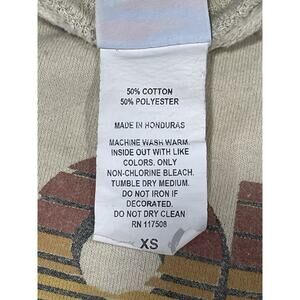 50% COTTON
50% POLYESTER
MADE IN HONDURAS
MACHINE WASH WARM.
INSIDE OUT WITH LIKE
COLORS. ONLY
NON-CHLORINE BLEACH.
TUMBLE DRY MEDIUM.
DO NOT IRON IF
DECORATED.
DO NOT DRY CLEAN
RN 117508
XS